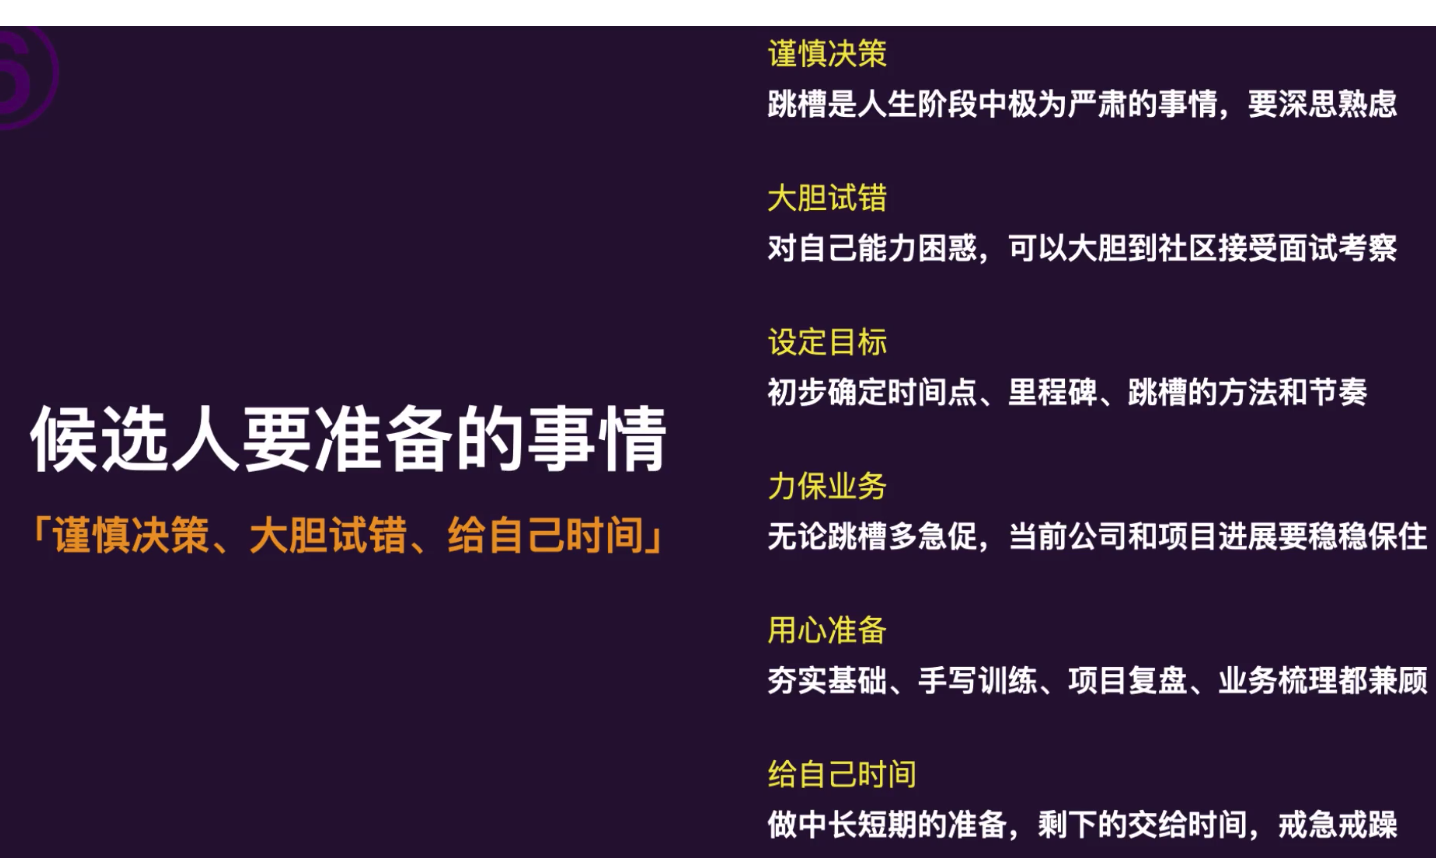 ⑥
候选人要准备的事情
「谨慎决策、大胆试错、给自己时间」
谨慎决策
跳槽是人生阶段中极为严肃的事情，要深思熟虑
大胆试错
对自己能力困惑，可以大胆到社区接受面试考察
设定目标
初步确定时间点、里程碑、跳槽的方法和节奏
力保业务
无论跳槽多急促，当前公司和项目进展要稳稳保住
用心准备
夯实基础、手写训练、项目复盘、业务梳理都兼顾
给自己时间
做中长短期的准备，剩下的交给时间，戒急戒躁